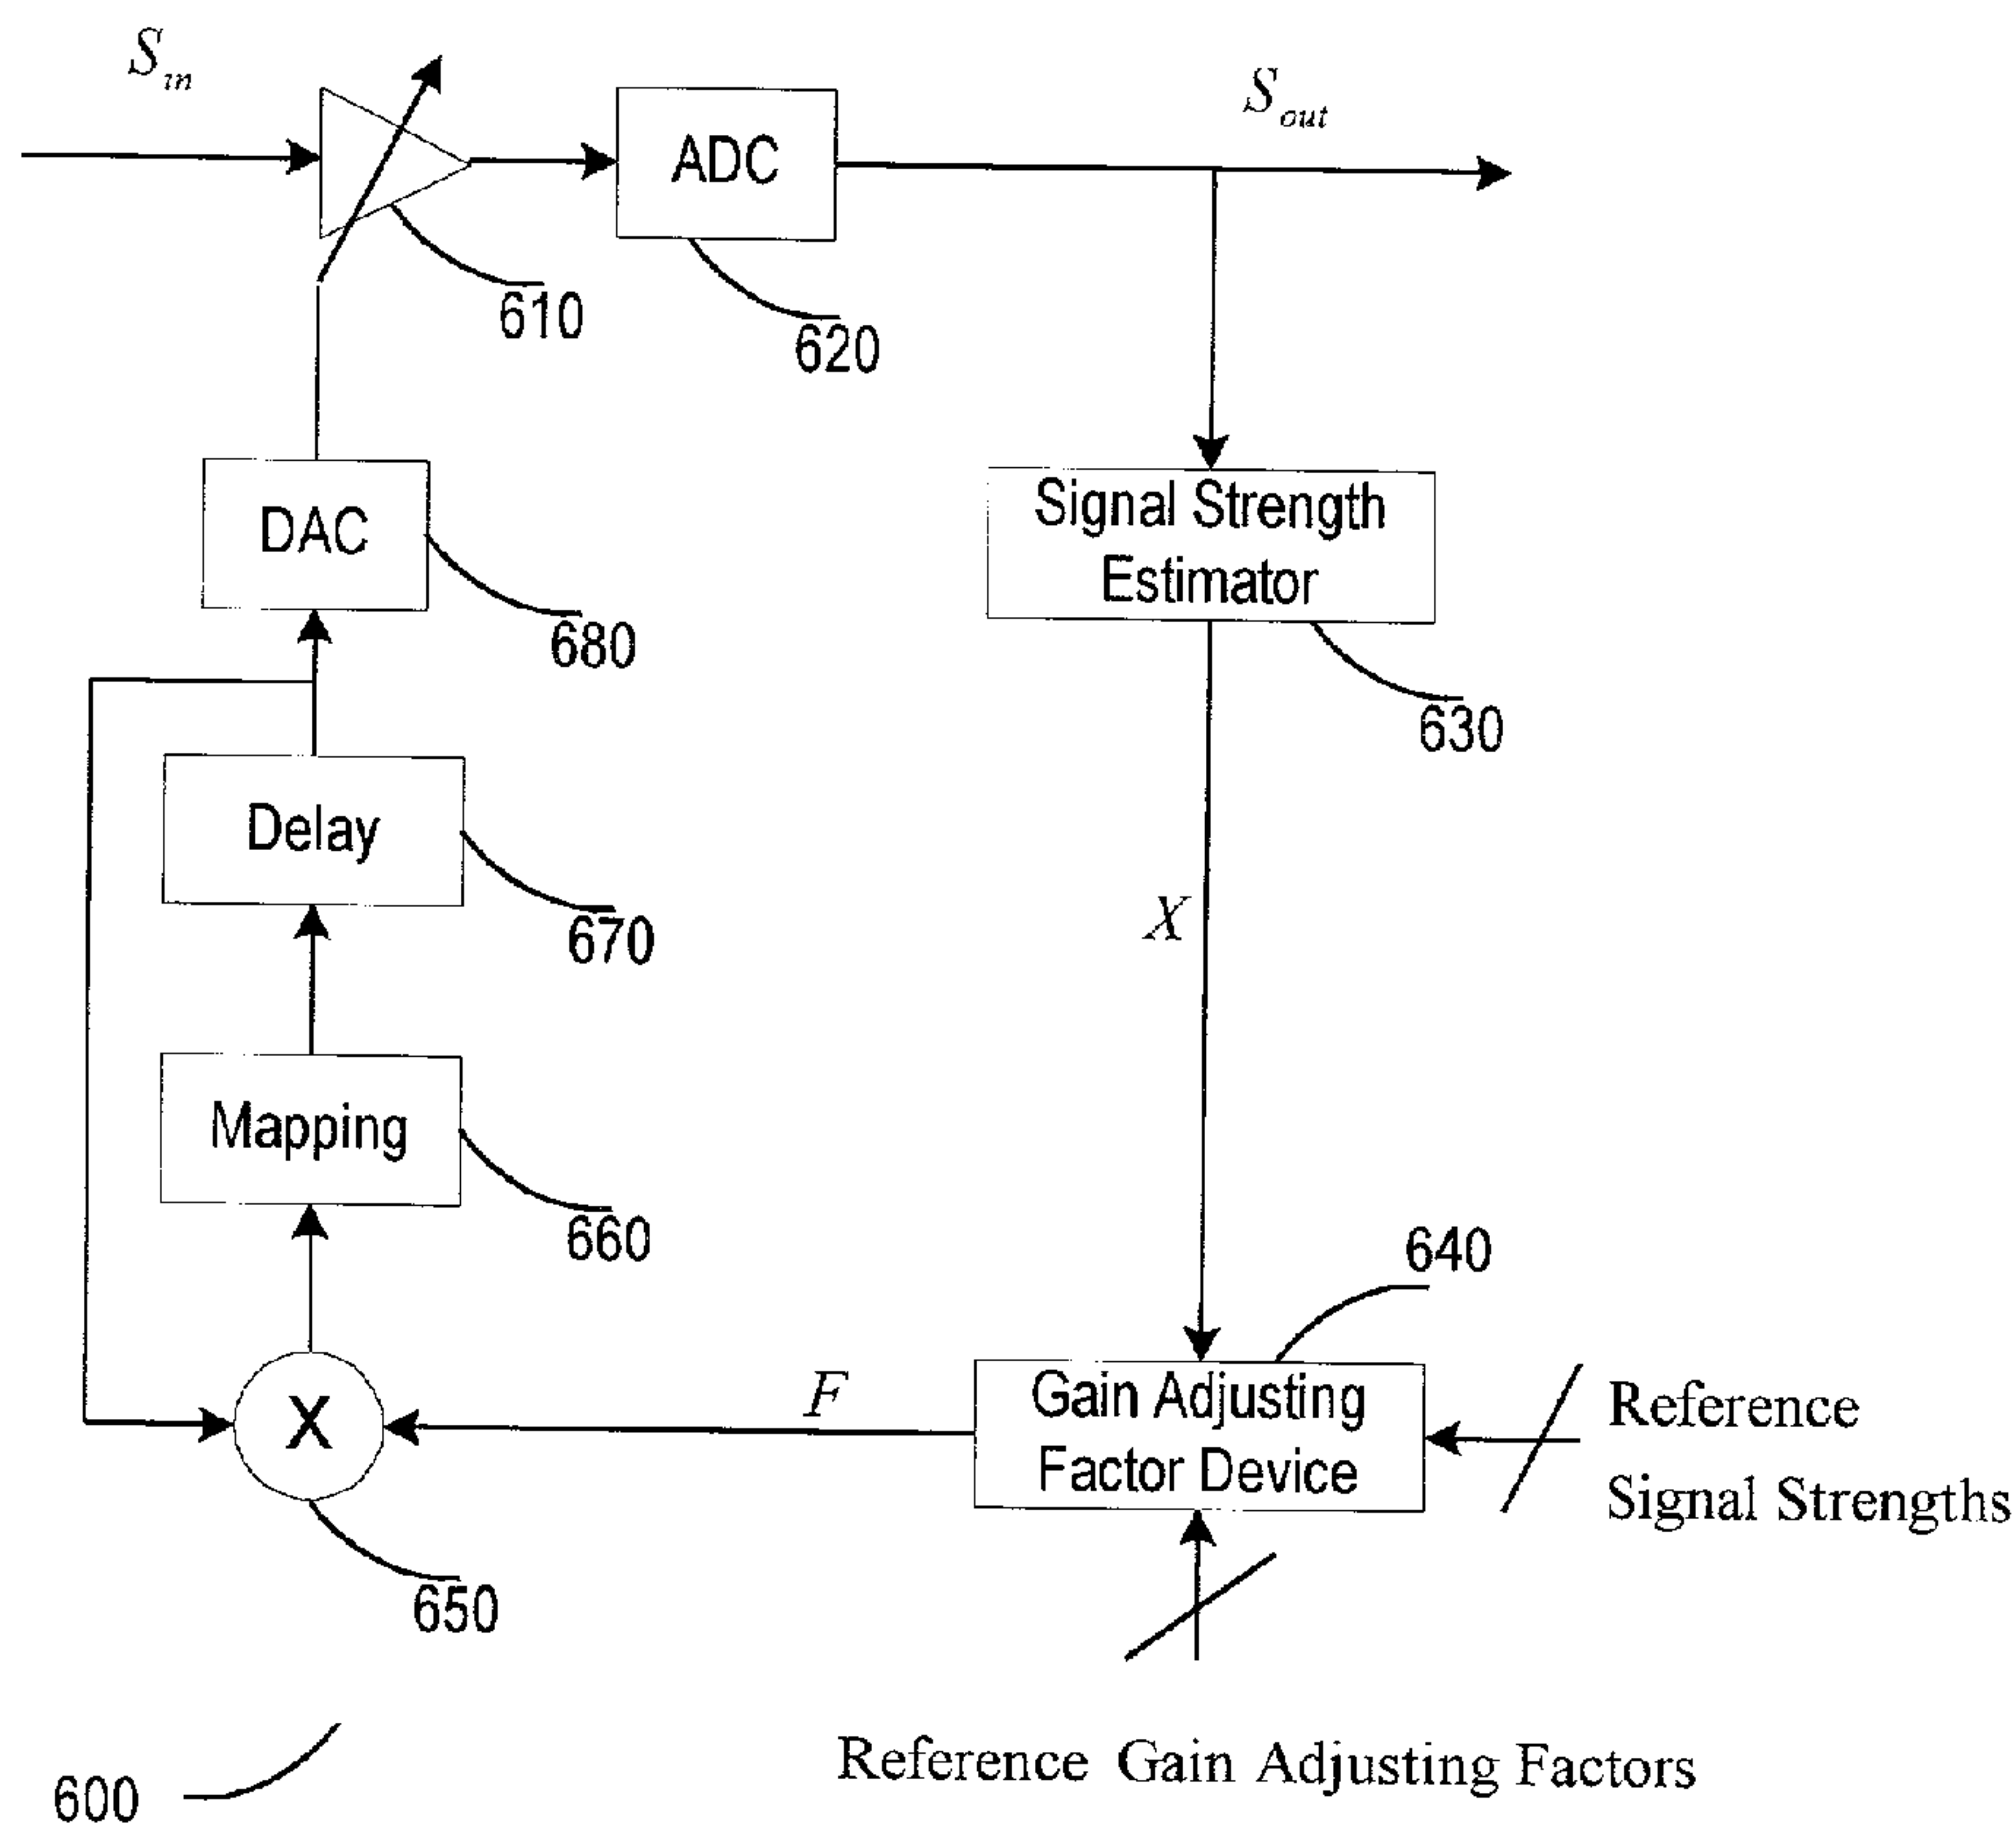 S_in
S_out
ADC
610
620
DAC
Signal Strength
Estimator
680
630
Delay
670
X
Mapping
660
640
F
Gain Adjusting
Factor Device
X
Reference
Signal Strengths
650
Reference Gain Adjusting Factors
600